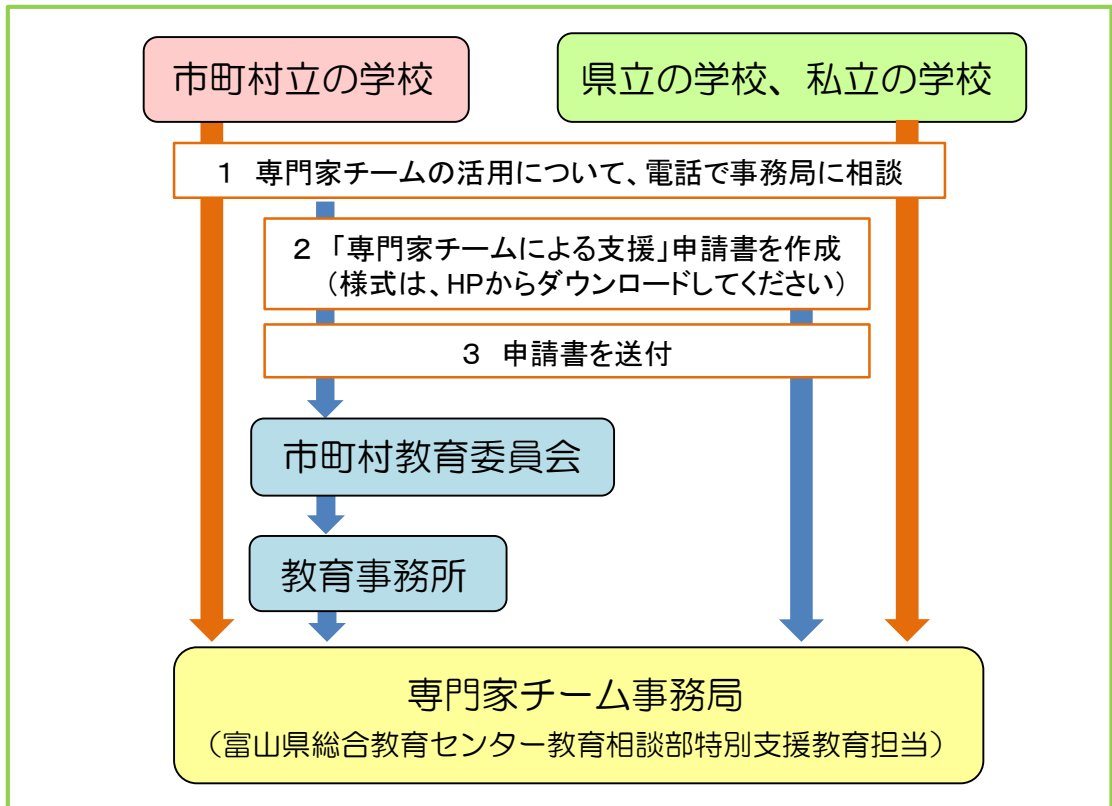 市町村立の学校
県立の学校、私立の学校
1 専門家チームの活用について、電話で事務局に相談
2 「専門家チームによる支援」申請書を作成
(様式は、HPからダウンロードしてください)
3 申請書を送付
市町村教育委員会
教育事務所
専門家チーム事務局
(富山県総合教育センター教育相談部特別支援教育担当)